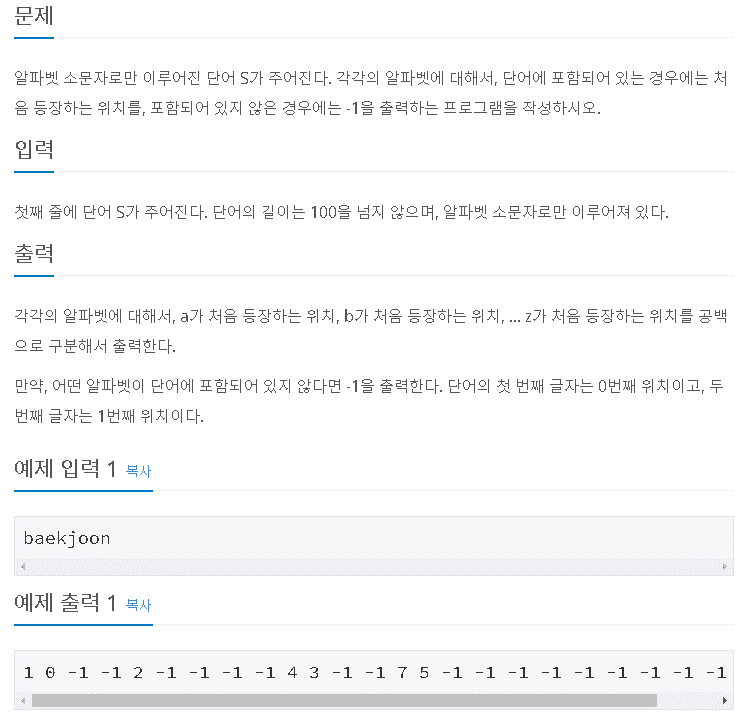 문제
알파벳 소문자로만 이루어진 단어 S가 주어진다. 각각의 알파벳에 대해서, 단어에 포함되어 있는 경우에는 처
음 등장하는 위치를, 포함되어 있지 않은 경우에는 -1을 출력하는 프로그램을 작성하시오.
입력
첫째 줄에 단어 S가 주어진다. 단어의 길이는 100을 넘지 않으며, 알파벳 소문자로만 이루어져 있다.
출력
각각의 알파벳에 대해서, a가 처음 등장하는 위치, b가 처음 등장하는 위치, ... z가 처음 등장하는 위치를 공백
으로 구분해서 출력한다.
만약, 어떤 알파벳이 단어에 포함되어 있지 않다면 -1을 출력한다. 단어의 첫 번째 글자는 0번째 위치이고, 두
번째 글자는 1번째 위치이다.
예제 입력 1 복사
baekjoon
예제 출력 1 복사
1 0 -1 -1 2 -1 -1 -1 -1 4 3 -1 -1 7 5 -1 -1 -1 -1 -1 -1 -1 -1 -1